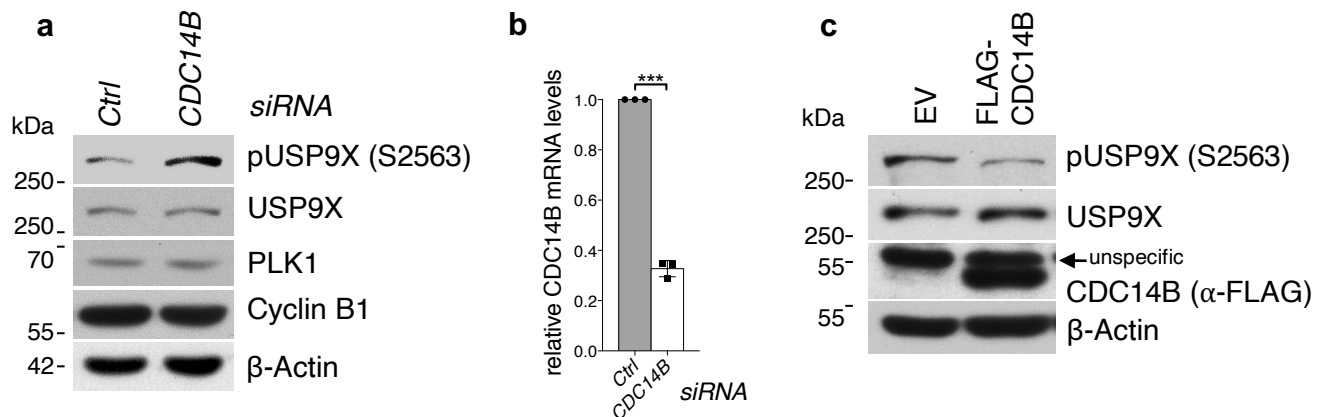 a
Ctrl
CDC14B
siRNA
kDa
pUSP9X (S2563)
250-
USP9X
250-
70
PLK1
Cyclin B1
55-
42-
β-Actin
b
relative CDC14B mRNA levels
***
1.0
0.8
0.6
0.4
0.2
0.0
Ctrl
CDC14B
siRNA
c
EV
FLAG-
CDC14B
kDa
pUSP9X (S2563)
250-
USP9X
250-
unspecific
55-
CDC14B (α-FLAG)
55-
β-Actin